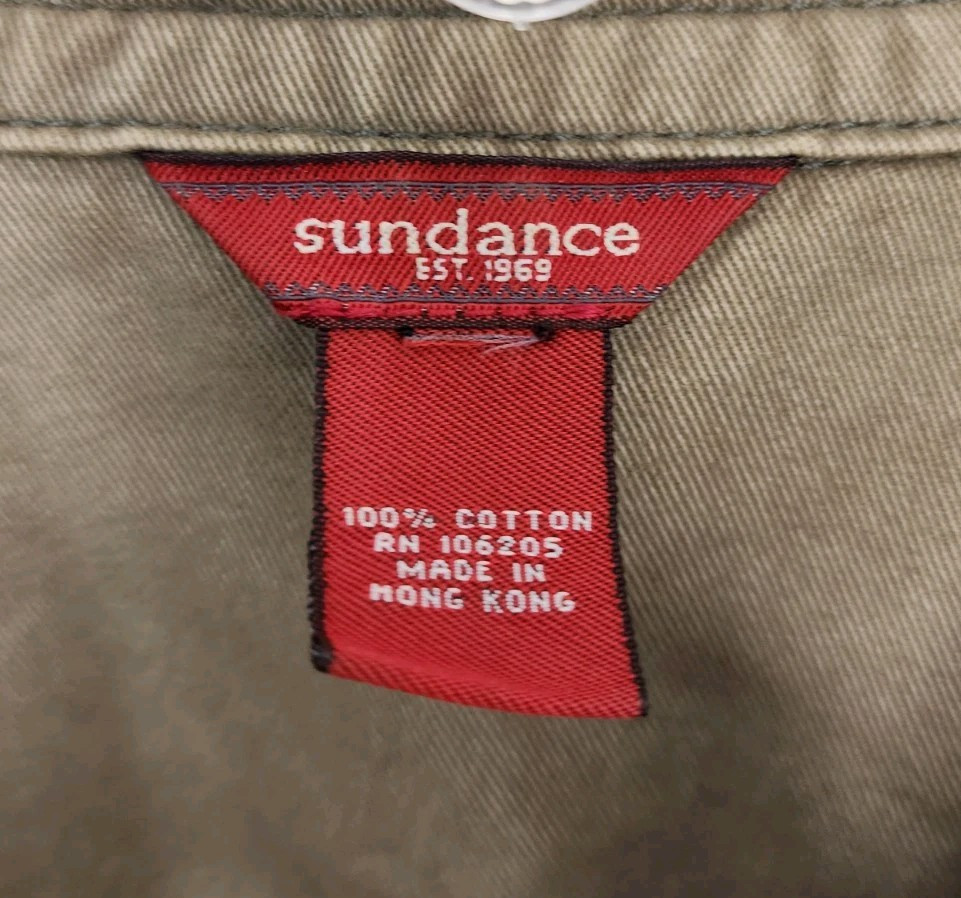 sundance
EST. 1969
100% COTTON
RN 106205
MADE IN
HONG KONG